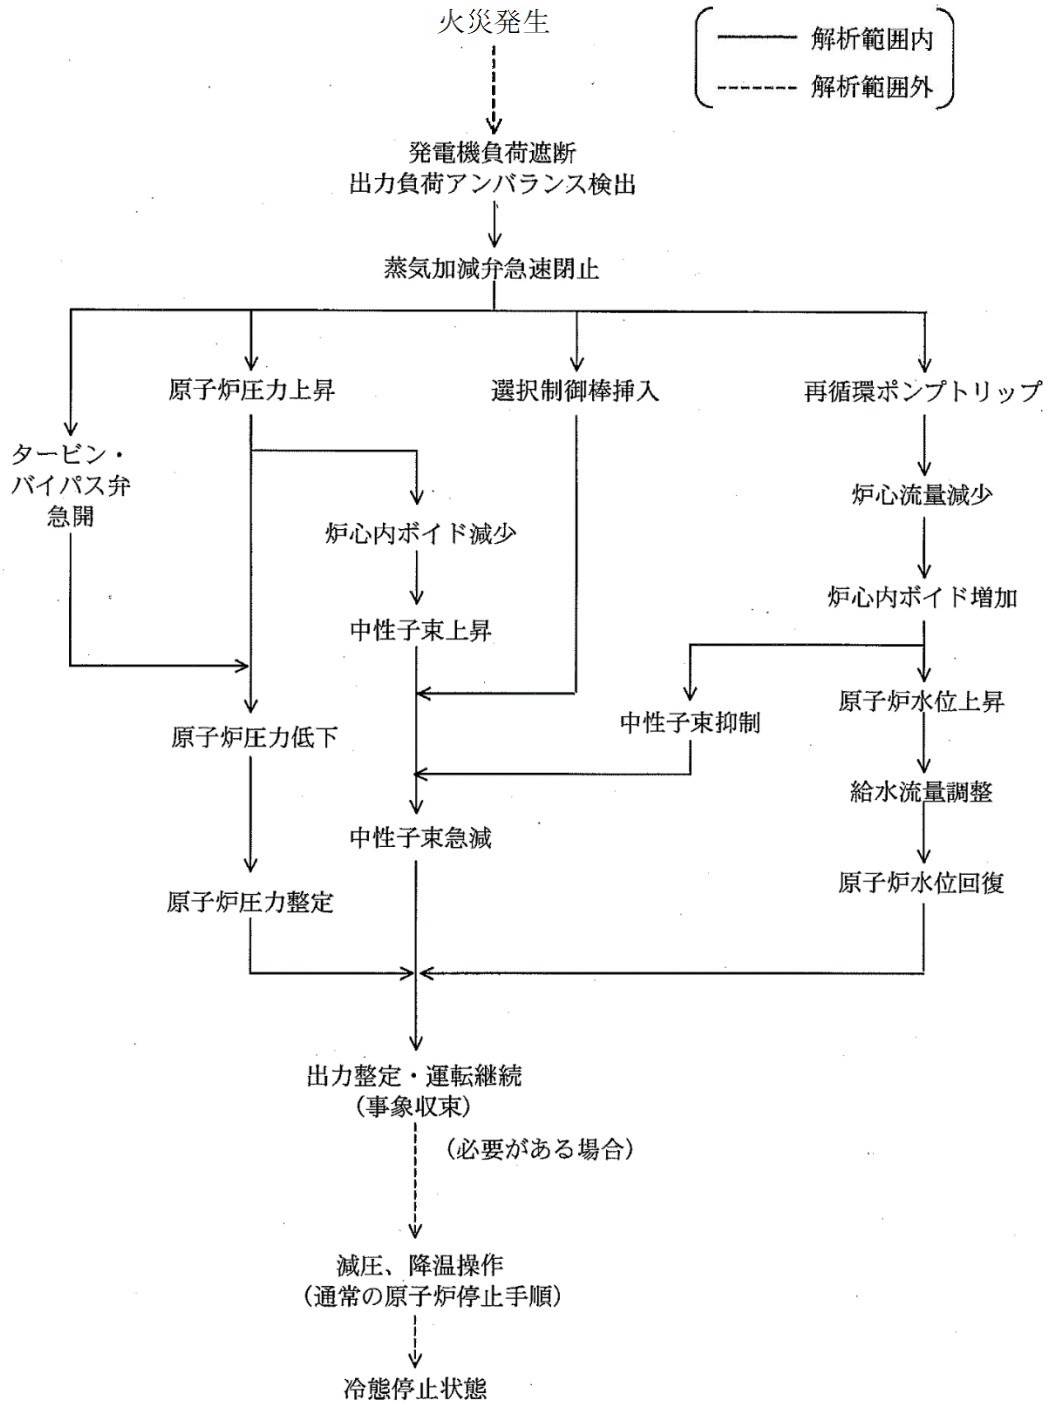 火災発生
解析範囲内
解析範囲外
発電機負荷遮断
出力負荷アンバランス検出
蒸気加減弁急速閉止
原子炉圧力上昇
選択制御棒挿入
再循環ポンプトリップ
タービン・
バイパス弁
急開
炉心流量減少
炉心内ボイド減少
炉心内ボイド増加
中性子束上昇
原子炉水位上昇
中性子束抑制
原子炉圧力低下
給水流量調整
中性子束急減
原子炉水位回復
原子炉圧力整定
出力整定・運転継続
（事象収束）
（必要がある場合）
減圧、降温操作
（通常の原子炉停止手順）
冷態停止状態